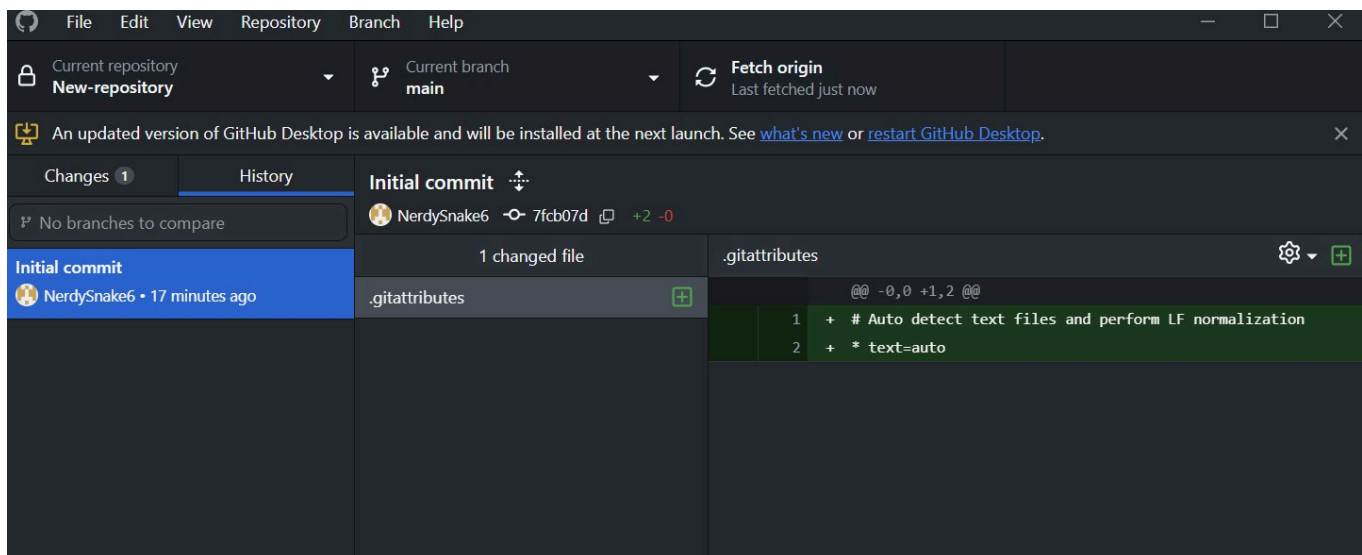 File Edit View Repository Branch Help
Current repository
New-repository
Current branch
main
Fetch origin
Last fetched just now
An updated version of GitHub Desktop is available and will be installed at the next launch. See what's new or restart GitHub Desktop.
Changes 1
History
No branches to compare
Initial commit
NerdySnake6 • 17 minutes ago
Initial commit
NerdySnake6 7fcb07d +2 -0
1 changed file
.gitattributes
.gitattributes
@@ -0,0 +1,2 @@
1 + # Auto detect text files and perform LF normalization
2 + * text=auto